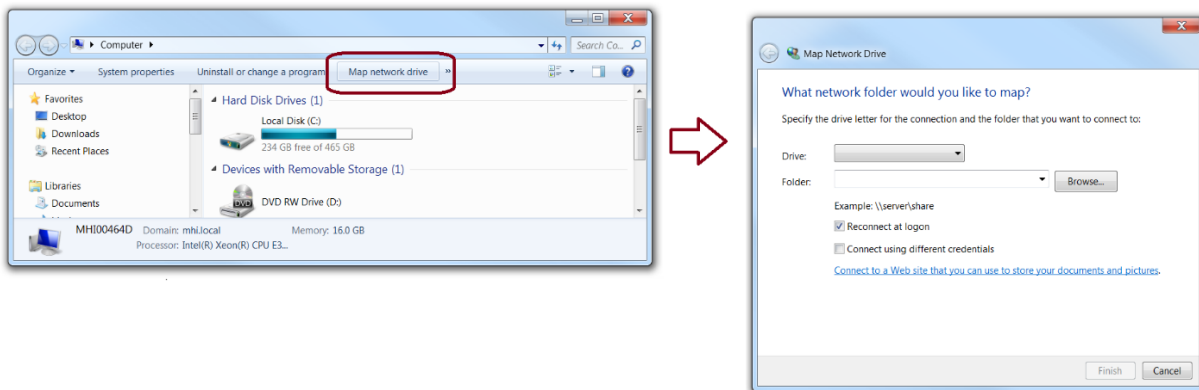 Computer
Search Co...
Organize
System properties
Uninstall or change a program
Map network drive
»
Favorites
Desktop
Downloads
Recent Places
Libraries
Documents
Hard Disk Drives (1)
Local Disk (C:)
234 GB free of 465 GB
Devices with Removable Storage (1)
DVD
DVD RW Drive (D:)
MHI00464D Domain: mhi.local Memory: 16.0 GB
Processor: Intel(R) Xeon(R) CPU E3...
Map Network Drive
What network folder would you like to map?
Specify the drive letter for the connection and the folder that you want to connect to:
Drive:
Folder:
Browse...
Example: \\server\share
Reconnect at logon
Connect using different credentials
Connect to a Web site that you can use to store your documents and pictures.
Finish
Cancel